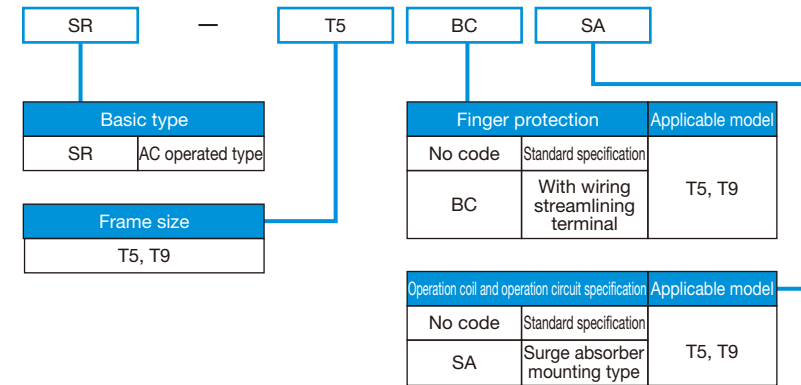 SR — T5 BC SA
Basic type
SR AC operated type
Frame size
T5, T9
Finger protection Applicable model
No code Standard specification
BC With wiring
streamlining
terminal
T5, T9
Operation coil and operation circuit specification Applicable model
No code Standard specification
SA Surge absorber
mounting type
T5, T9